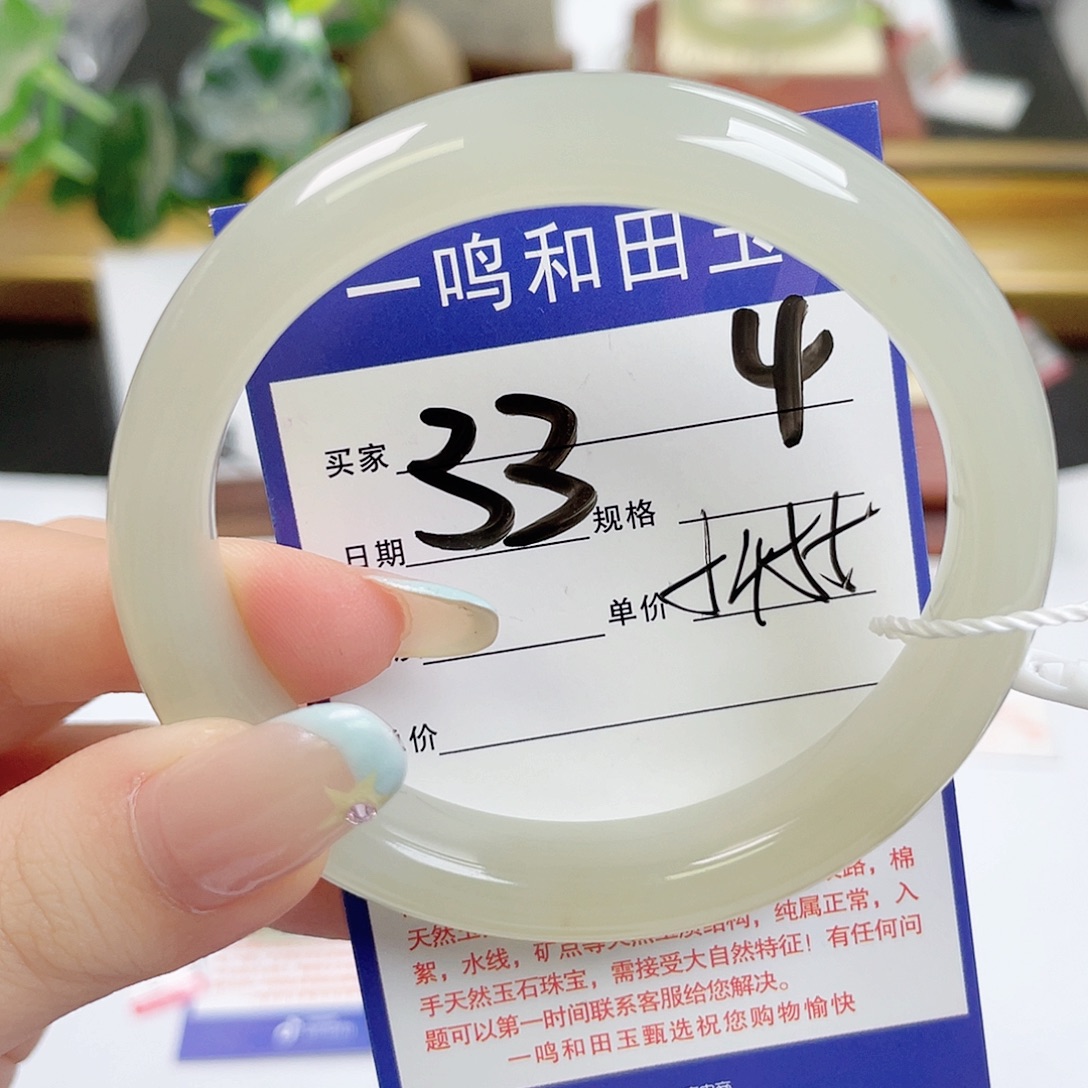 一鸣和田玉
4
买家 33
日期 规格
单价
价
路，棉
絮，水线，矿点等天然玉质结构，纯属正常，入
手天然玉石珠宝，需接受大自然特征！有任何问
题可以第一时间联系客服给您解决。
一鸣和田玉甄选祝您购物愉快